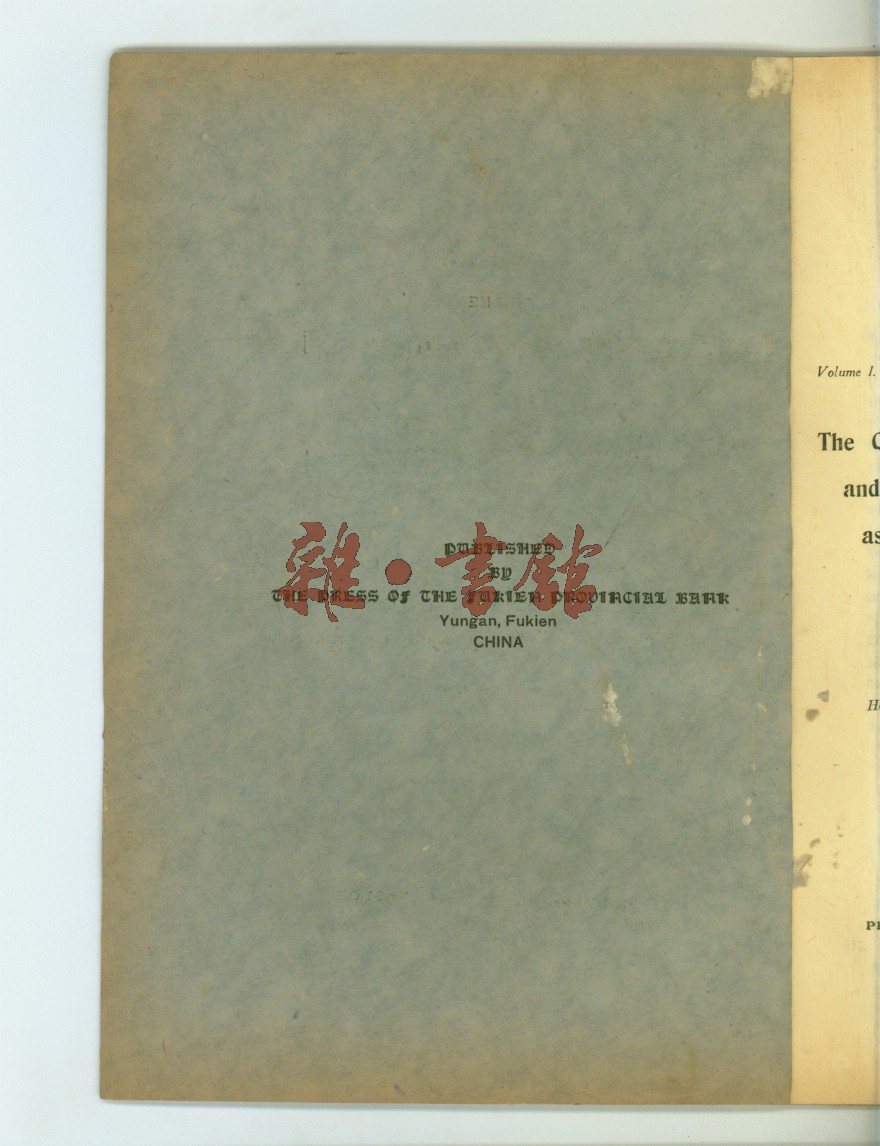 PUBLISHED
BY
THE PRESS OF THE FUKIEN PROVINCIAL BANK
Yungan, Fukien
CHINA
雜·書館
Volume I.
The
and
as